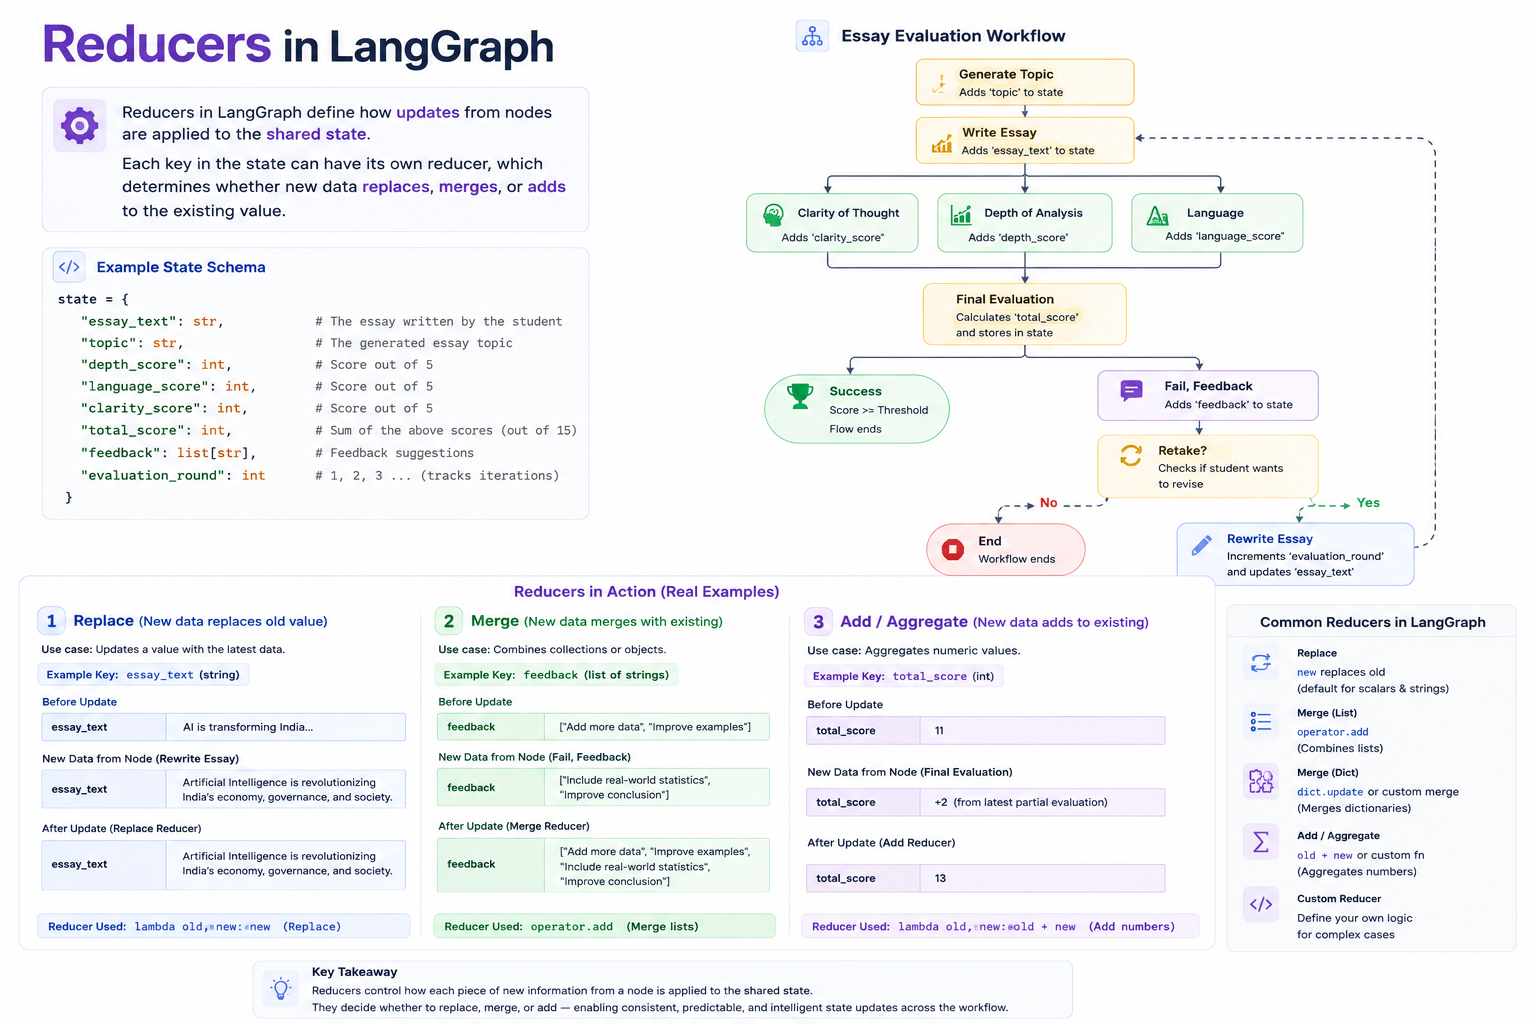 Reducers in LangGraph
Reducers in LangGraph define how updates from nodes
are applied to the shared state.
Each key in the state can have its own reducer, which
determines whether new data replaces, merges, or adds
to the existing value.
Example State Schema
state = {
"essay_text": str, # The essay written by the student
"topic": str, # The generated essay topic
"depth_score": int, # Score out of 5
"language_score": int, # Score out of 5
"clarity_score": int, # Score out of 5
"total_score": int, # Sum of the above scores (out of 15)
"feedback": list[str], # Feedback suggestions
"evaluation_round": int # 1, 2, 3 ... (tracks iterations)
}
Essay Evaluation Workflow
Generate Topic
Adds 'topic' to state
Write Essay
Adds 'essay_text' to state
Clarity of Thought
Adds 'clarity_score"
Depth of Analysis
Adds 'depth_score'
Language
Adds 'language_score"
Final Evaluation
Calculates 'total_score'
and stores in state
Success
Score >= Threshold
Flow ends
Fail, Feedback
Adds 'feedback' to state
Retake?
Checks if student wants
to revise
No
Yes
End
Workflow ends
Rewrite Essay
Increments 'evaluation_round'
and updates 'essay_text'
Reducers in Action (Real Examples)
1 Replace (New data replaces old value)
Use case: Updates a value with the latest data.
Example Key: essay_text (string)
Before Update
essay_text AI is transforming India...
New Data from Node (Rewrite Essay)
essay_text Artificial Intelligence is revolutionizing
India's economy, governance, and society.
After Update (Replace Reducer)
essay_text Artificial Intelligence is revolutionizing
India's economy, governance, and society.
Reducer Used: lambda old, new: new (Replace)
2 Merge (New data merges with existing)
Use case: Combines collections or objects.
Example Key: feedback (list of strings)
Before Update
feedback ["Add more data", "Improve examples"]
New Data from Node (Fail, Feedback)
feedback ["Include real-world statistics",
"Improve conclusion"]
After Update (Merge Reducer)
feedback ["Add more data", "Improve examples",
"Include real-world statistics",
"Improve conclusion"]
Reducer Used: operator.add (Merge lists)
3 Add / Aggregate (New data adds to existing)
Use case: Aggregates numeric values.
Example Key: total_score (int)
Before Update
total_score 11
New Data from Node (Final Evaluation)
total_score +2 (from latest partial evaluation)
After Update (Add Reducer)
total_score 13
Reducer Used: lambda old, new: old + new (Add numbers)
Common Reducers in LangGraph
Replace
new replaces old
(default for scalars & strings)
Merge (List)
operator.add
(Combines lists)
Merge (Dict)
dict.update or custom merge
(Merges dictionaries)
Add / Aggregate
old + new or custom fn
(Aggregates numbers)
Custom Reducer
Define your own logic
for complex cases
Key Takeaway
Reducers control how each piece of new information from a node is applied to the shared state.
They decide whether to replace, merge, or add — enabling consistent, predictable, and intelligent state updates across the workflow.